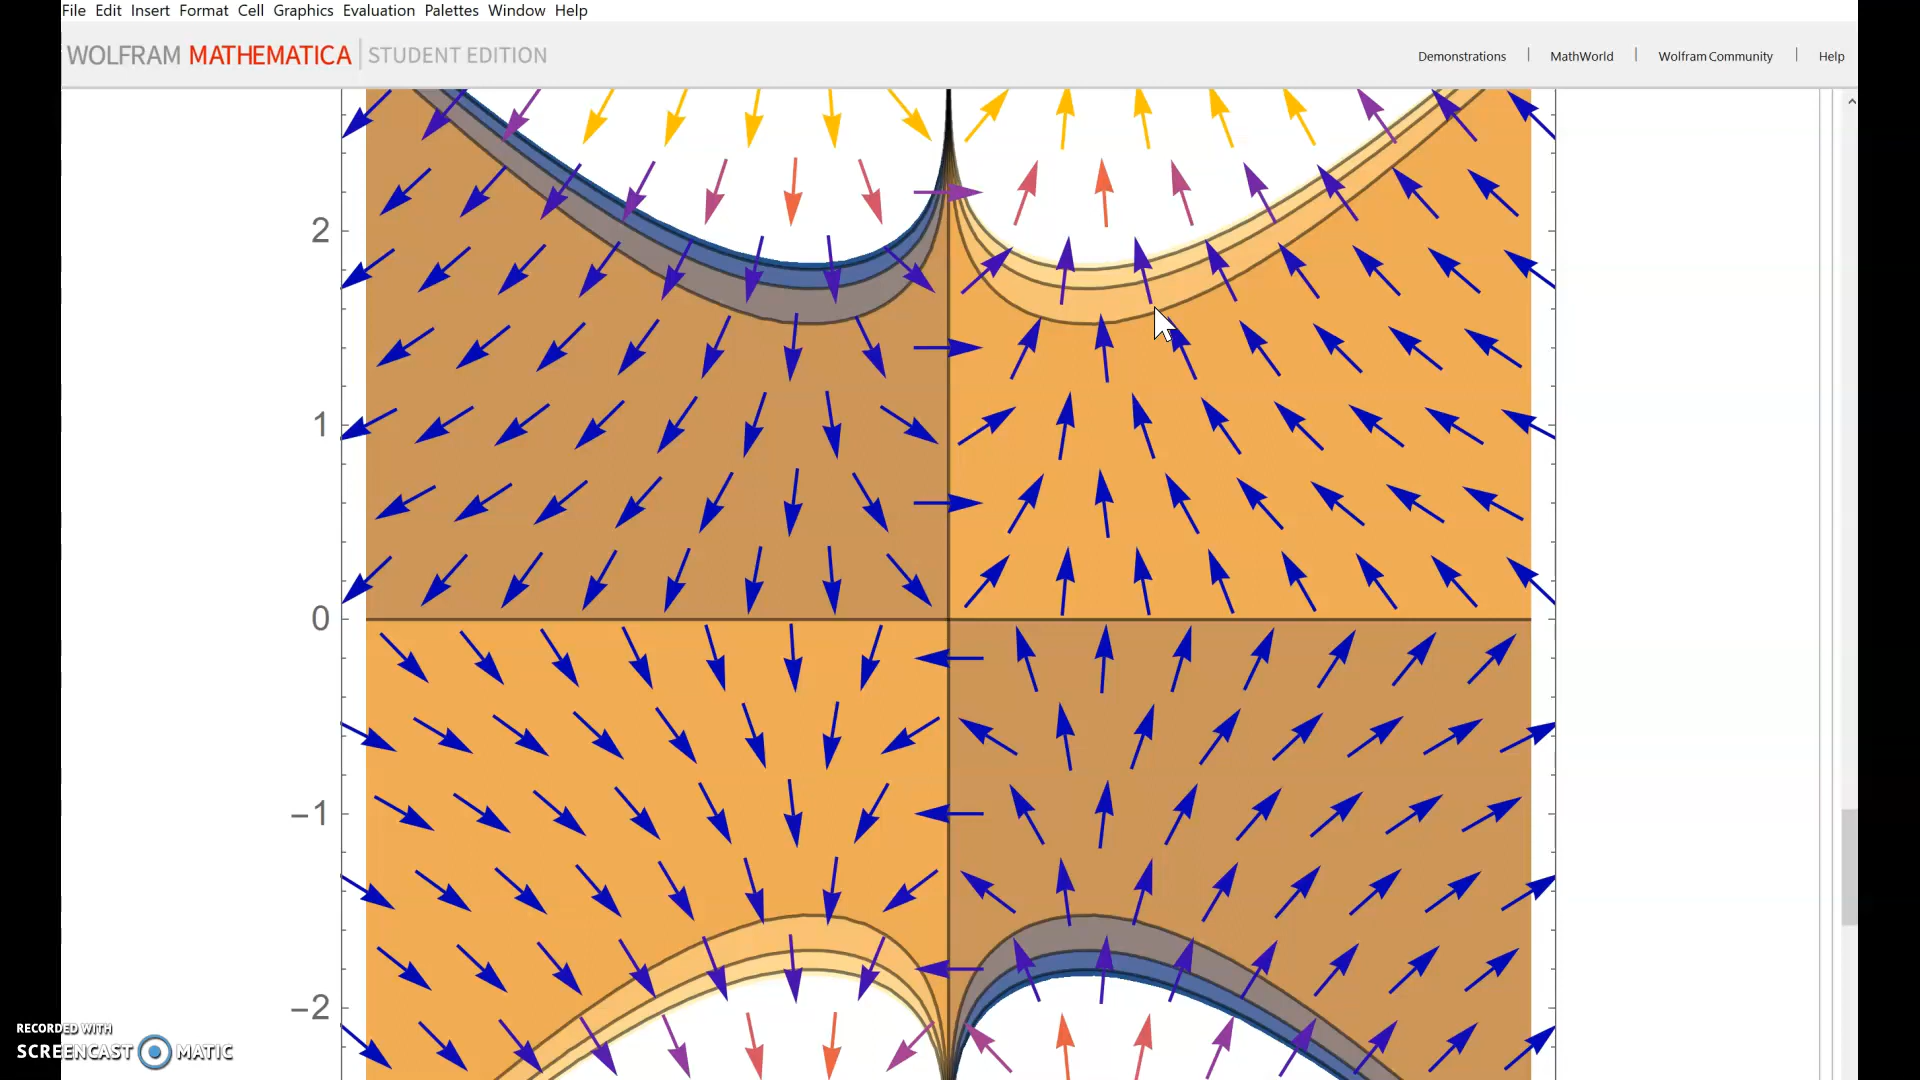 File Edit Insert Format Cell Graphics Evaluation Palettes Window Help
WOLFRAM MATHEMATICA STUDENT EDITION
Demonstrations MathWorld Wolfram Community Help
2
1
0
−1
−2
RECORDED WITH
SCREENCAST MATIC